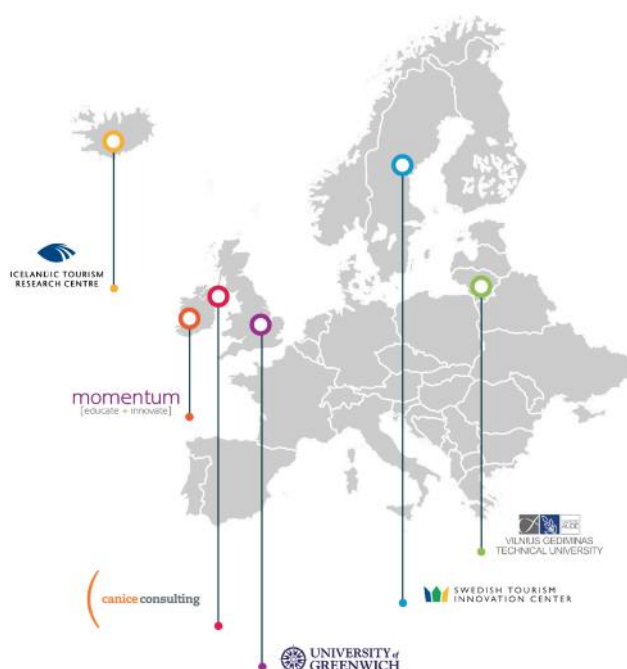 ICELANDIC TOURISM
RESEARCH CENTRE
momentum
[educate + innovate]
VILNIUS GEDIMINAS
TECHNICAL UNIVERSITY
canice consulting
SWEDISH TOURISM
INNOVATION CENTER
UNIVERSITY of
GREENWICH